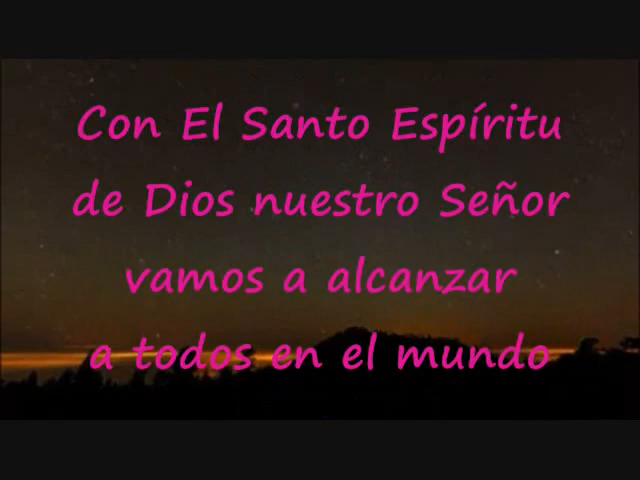 Con El Santo Espíritu
de Dios nuestro Señor
vamos a alcanzar
a todos en el mundo